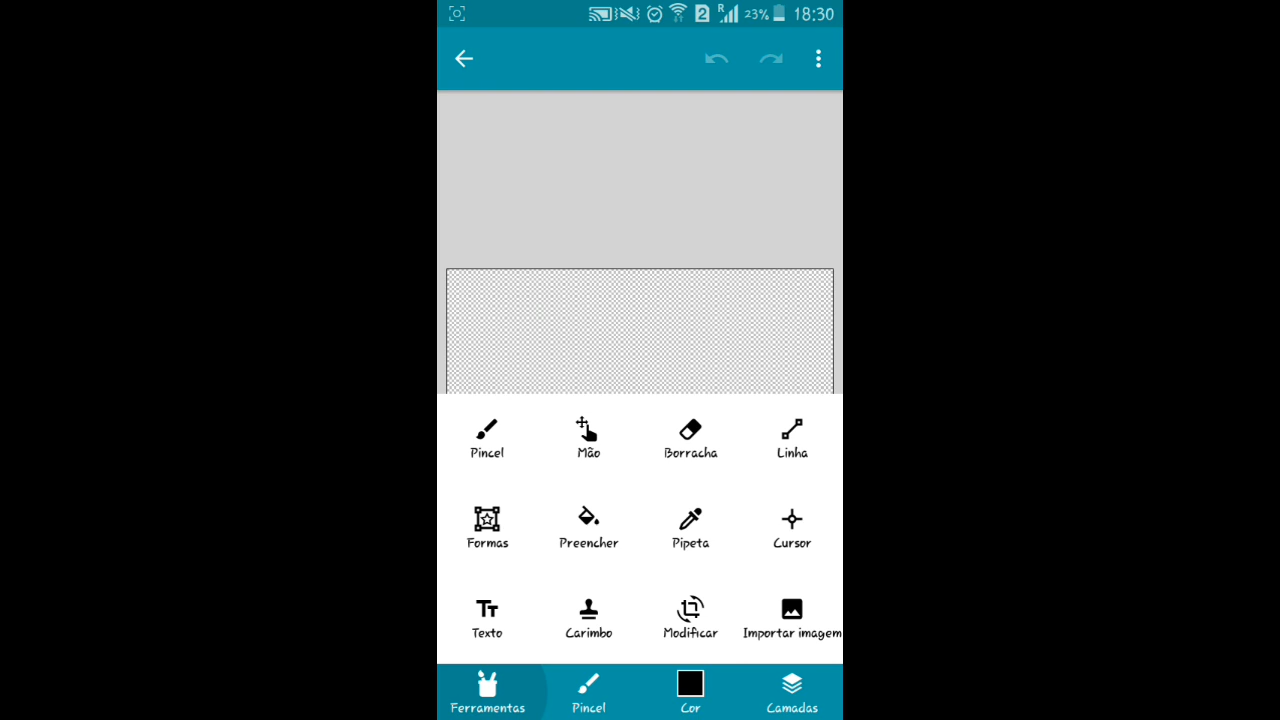 2 R 23% 18:30
Pincel Mão Borracha Linha
Formas Preencher Pipeta Cursor
Texto Carimbo Modificar Importar imagem
Ferramentas Pincel Cor Camadas